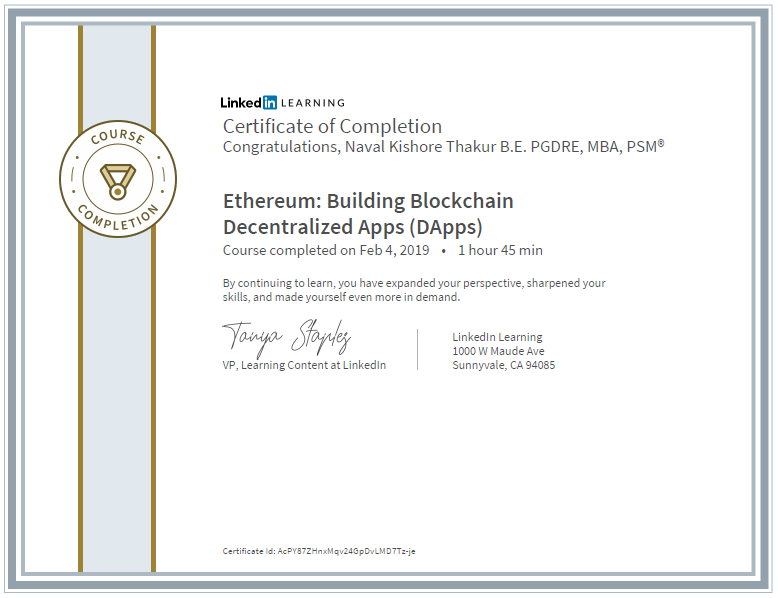 COURSE
COMPLETION
Linked in LEARNING
Certificate of Completion
Congratulations, Naval Kishore Thakur B.E. PGDRE, MBA, PSM®
Ethereum: Building Blockchain
Decentralized Apps (DApps)
Course completed on Feb 4, 2019 • 1 hour 45 min
By continuing to learn, you have expanded your perspective, sharpened your
skills, and made yourself even more in demand.
Tanya Staples
VP, Learning Content at LinkedIn
LinkedIn Learning
1000 W Maude Ave
Sunnyvale, CA 94085
Certificate Id: AcPY87ZHnxMqv24GpDvLMD7Tz-je